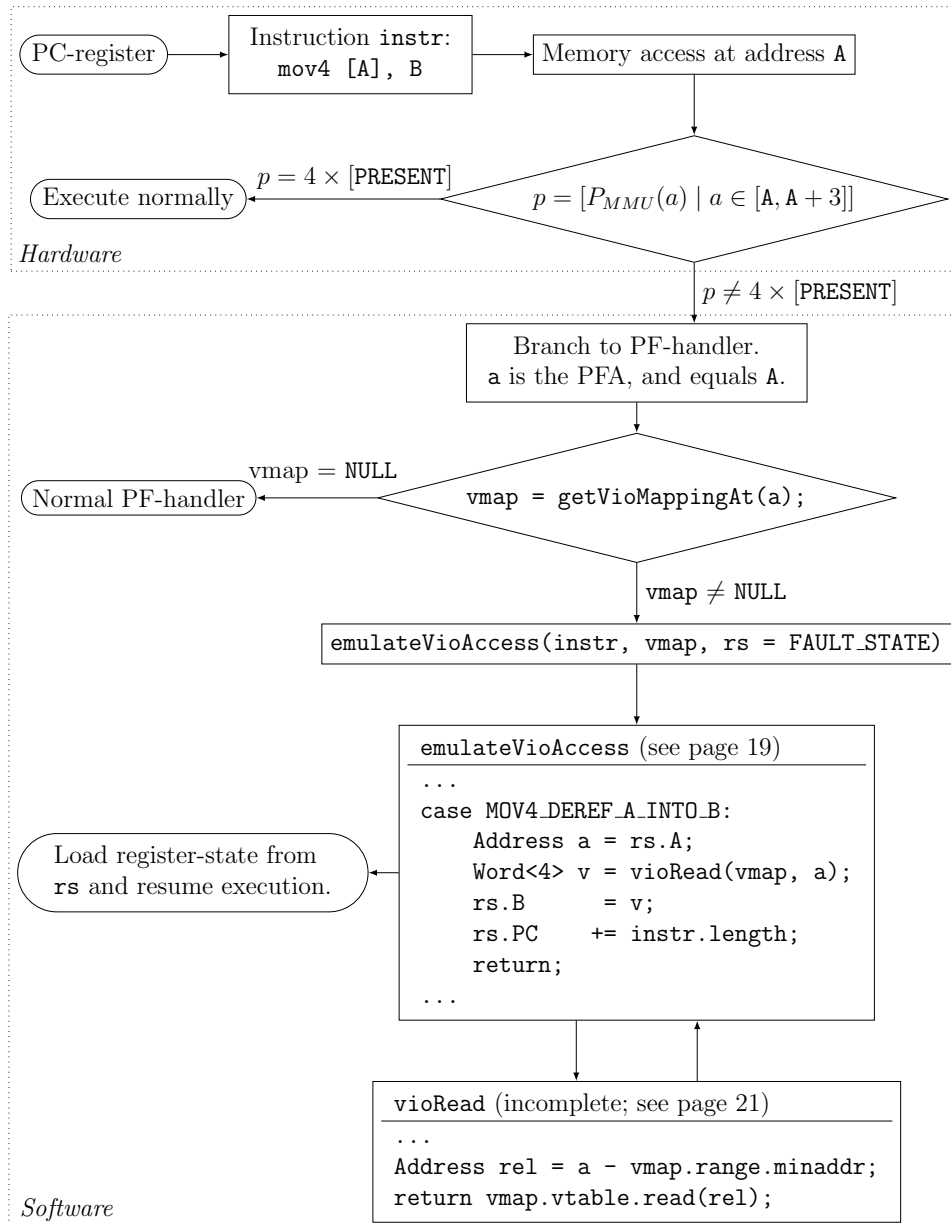 PC-register
Instruction instr:
mov4 [A], B
Memory access at address A
p = 4 × [PRESENT]
Execute normally
p = [P_MMU(a) | a ∈ [A, A + 3]]
Hardware
p ≠ 4 × [PRESENT]
Branch to PF-handler.
a is the PFA, and equals A.
vmap = NULL
Normal PF-handler
vmap = getVioMappingAt(a);
vmap ≠ NULL
emulateVioAccess(instr, vmap, rs = FAULT_STATE)
emulateVioAccess (see page 19)
...
case MOV4_DEREF_A_INTO_B:
    Address a = rs.A;
    Word<4> v = vioRead(vmap, a);
    rs.B      = v;
    rs.PC    += instr.length;
    return;
...
Load register-state from
rs and resume execution.
vioRead (incomplete; see page 21)
...
Address rel = a - vmap.range.minaddr;
return vmap.vtable.read(rel);
Software